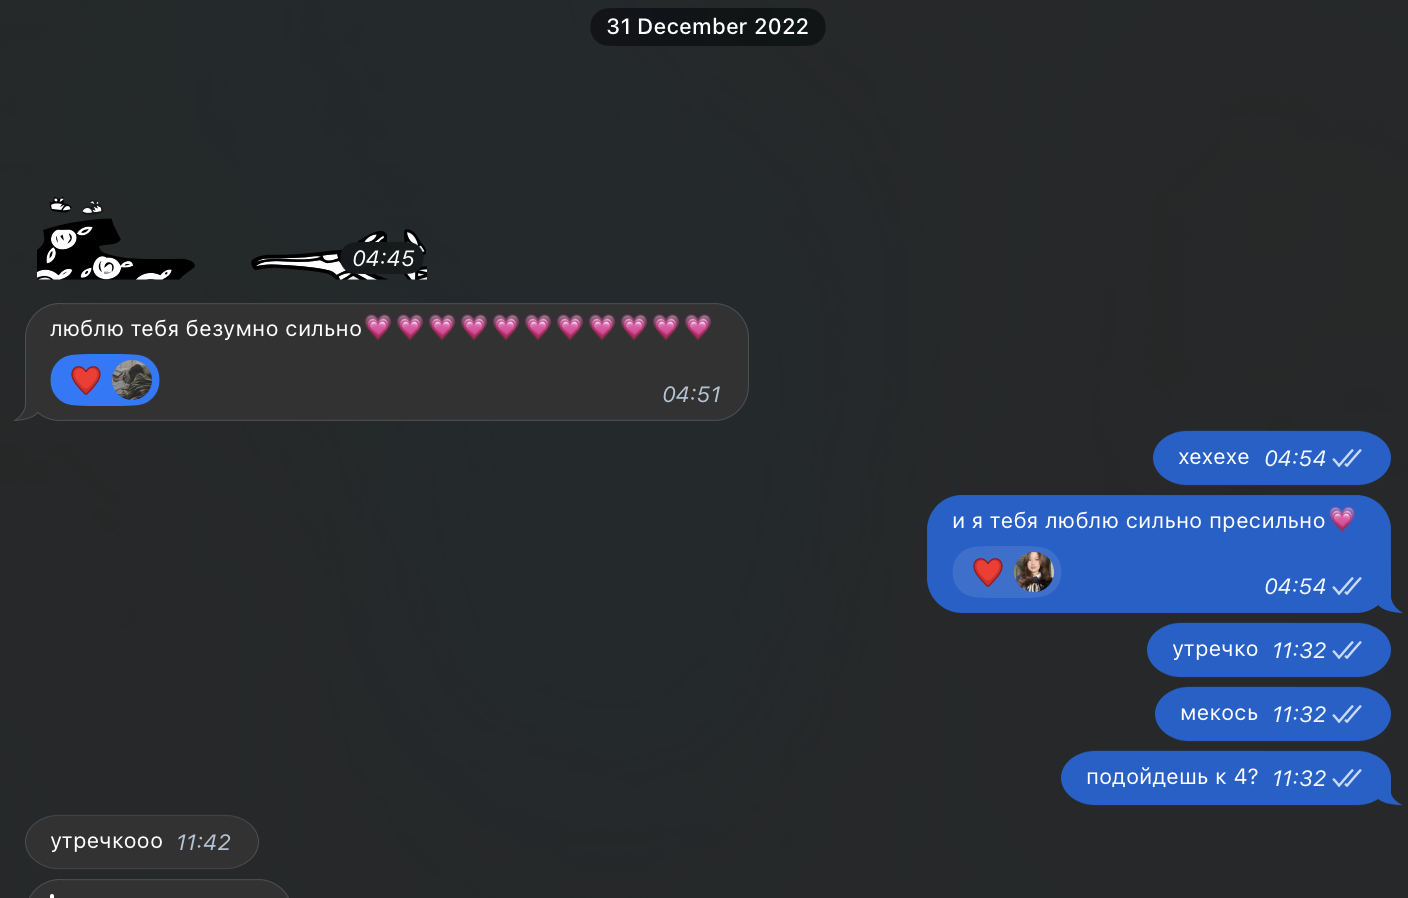 31 December 2022
04:45
люблю тебя безумно сильно💗💗💗💗💗💗💗💗💗💗💗
❤️
04:51
хехехе 04:54
и я тебя люблю сильно пресильно💗
❤️
04:54
утречко 11:32
мекось 11:32
подойдешь к 4? 11:32
утречкооо 11:42